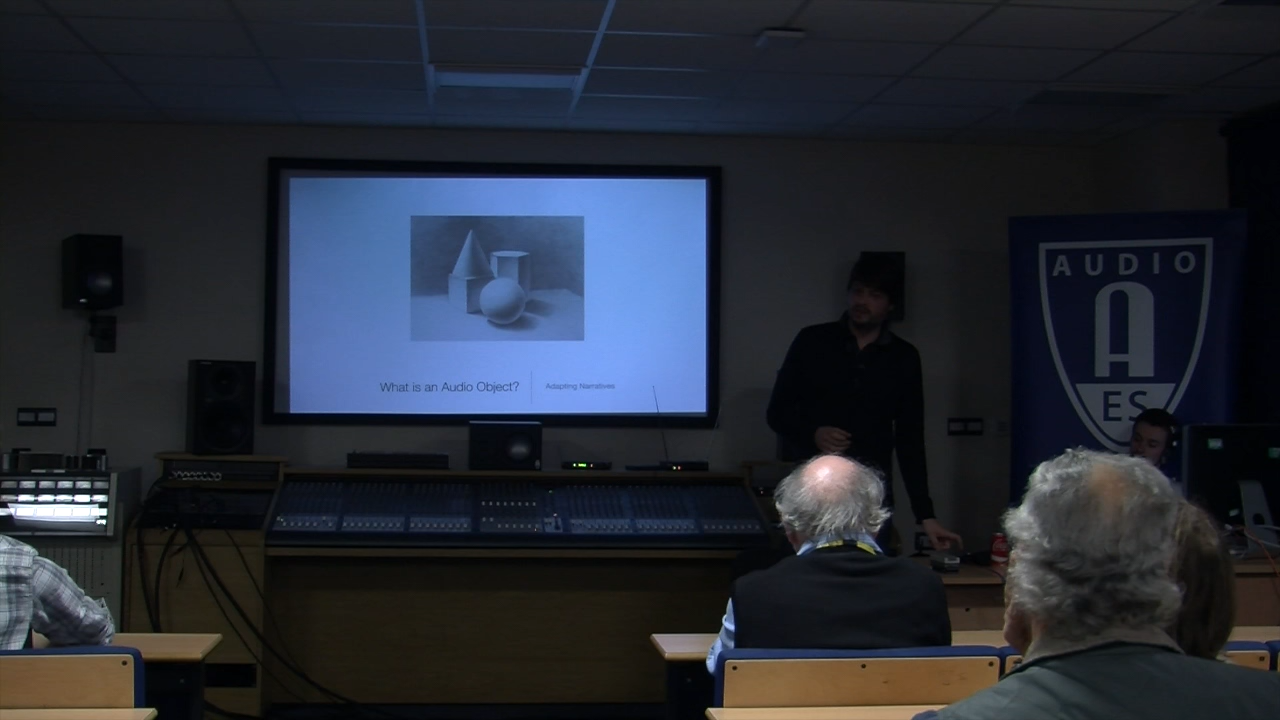 What is an Audio Object?
Adapting Narratives
AUDIO
A
ES